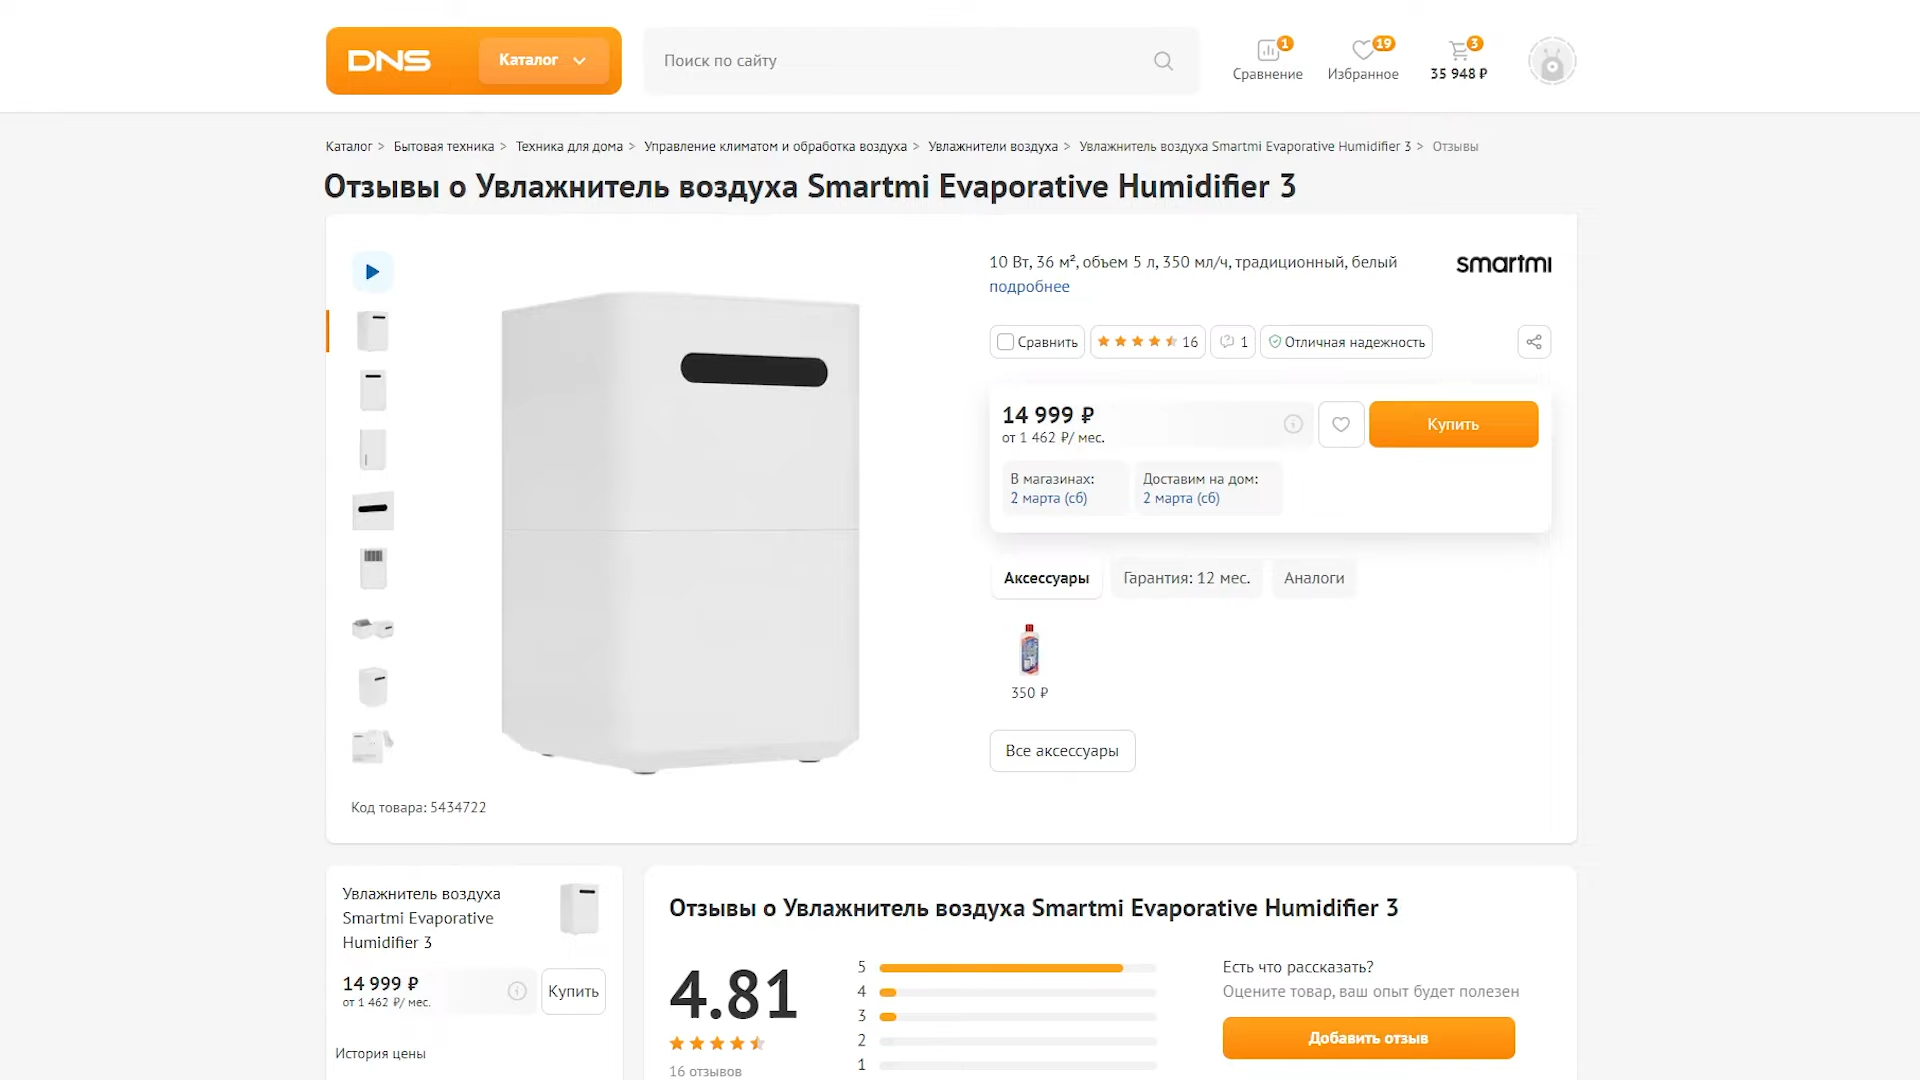 DNS
Каталог
Поиск по сайту
1
Сравнение
19
Избранное
3
35 948 ₽
Каталог > Бытовая техника > Техника для дома > Управление климатом и обработка воздуха > Увлажнители воздуха > Увлажнитель воздуха Smartmi Evaporative Humidifier 3 > Отзывы
Отзывы о Увлажнитель воздуха Smartmi Evaporative Humidifier 3
10 Вт, 36 м², объем 5 л, 350 мл/ч, традиционный, белый
подробнее
smartmi
Сравнить
16
1
Отличная надежность
14 999 ₽
от 1 462 ₽/ мес.
Купить
В магазинах:
2 марта (сб)
Доставим на дом:
2 марта (сб)
Аксессуары
Гарантия: 12 мес.
Аналоги
350 ₽
Все аксессуары
Код товара: 5434722
Увлажнитель воздуха
Smartmi Evaporative
Humidifier 3
14 999 ₽
от 1 462 ₽/ мес.
Купить
История цены
Отзывы о Увлажнитель воздуха Smartmi Evaporative Humidifier 3
4.81
16 отзывов
5
4
3
2
1
Есть что рассказать?
Оцените товар, ваш опыт будет полезен
Добавить отзыв